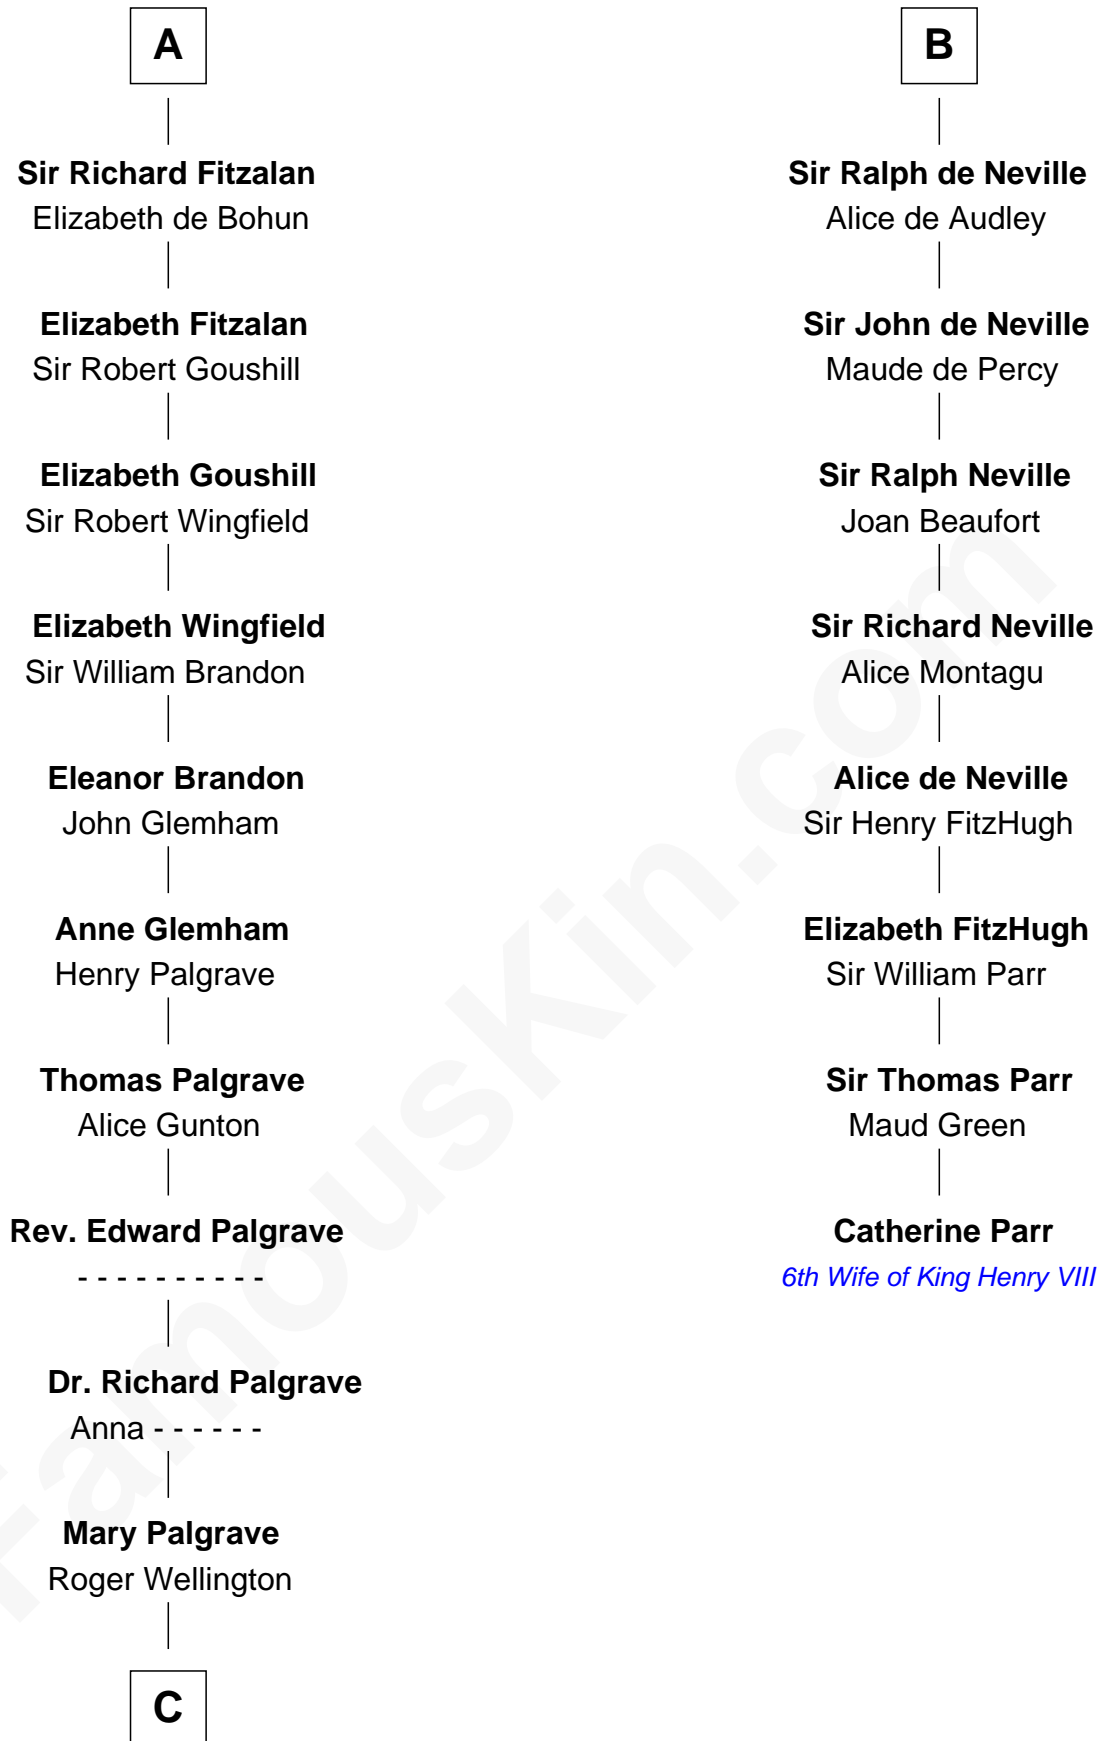 A
Sir Richard Fitzalan
Elizabeth de Bohun
Elizabeth Fitzalan
Sir Robert Goushill
Elizabeth Goushill
Sir Robert Wingfield
Elizabeth Wingfield
Sir William Brandon
Eleanor Brandon
John Glemham
Anne Glemham
Henry Palgrave
Thomas Palgrave
Alice Gunton
Rev. Edward Palgrave
- - - - - - - - - -
Dr. Richard Palgrave
Anna - - - - - -
Mary Palgrave
Roger Wellington
C
B
Sir Ralph de Neville
Alice de Audley
Sir John de Neville
Maude de Percy
Sir Ralph Neville
Joan Beaufort
Sir Richard Neville
Alice Montagu
Alice de Neville
Sir Henry FitzHugh
Elizabeth FitzHugh
Sir William Parr
Sir Thomas Parr
Maud Green
Catherine Parr
6th Wife of King Henry VIII
FamousKin.com